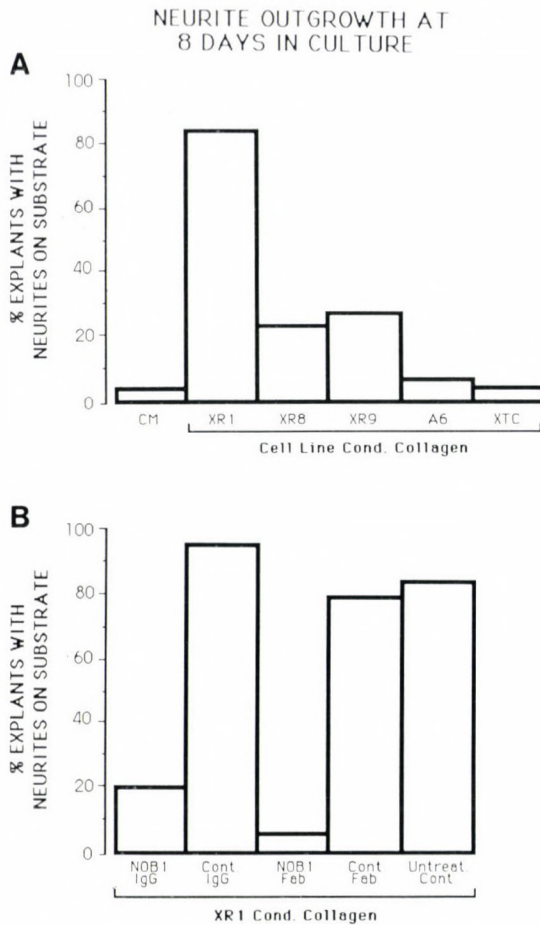 NEURITE OUTGROWTH AT
8 DAYS IN CULTURE
A
% EXPLANTS WITH
NEURITES ON SUBSTRATE
100
80
60
40
20
0
CM XR1 XR8 XR9 A6 XTC
Cell Line Cond. Collagen
B
% EXPLANTS WITH
NEURITES ON SUBSTRATE
100
80
60
40
20
0
NOB1 Cont. NOB1 Cont Untreat.
IgG IgG Fab Fab Cont
XR1 Cond. Collagen